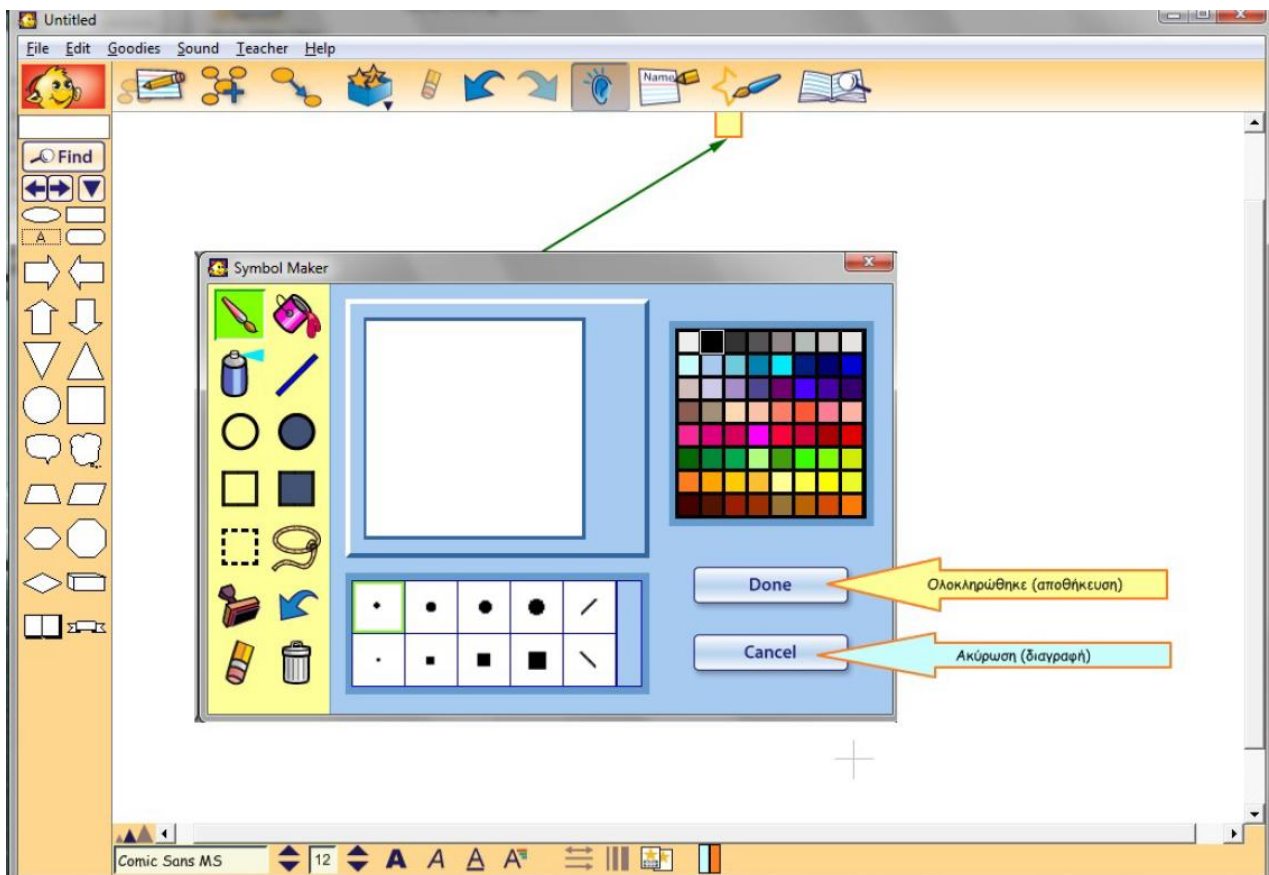 Untitled
File Edit Goodies Sound Teacher Help
Name
Find
A
Symbol Maker
Done
Ολοκληρώθηκε (αποθήκευση)
Cancel
Ακύρωση (διαγραφή)
Comic Sans MS 12 A A A A